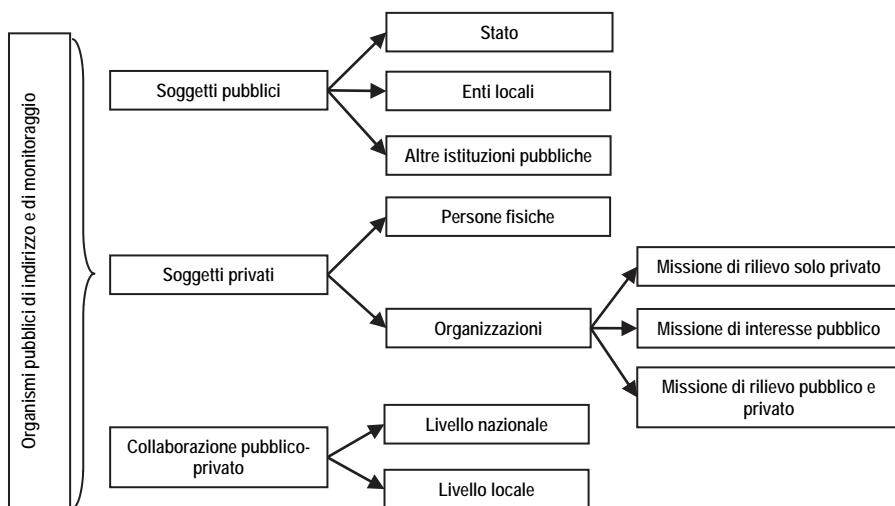 Organismi pubblici di indirizzo e di monitoraggio
Soggetti pubblici
Stato
Enti locali
Altre istituzioni pubbliche
Soggetti privati
Persone fisiche
Organizzazioni
Missione di rilievo solo privato
Missione di interesse pubblico
Missione di rilievo pubblico e
privato
Collaborazione pubblico-
privato
Livello nazionale
Livello locale